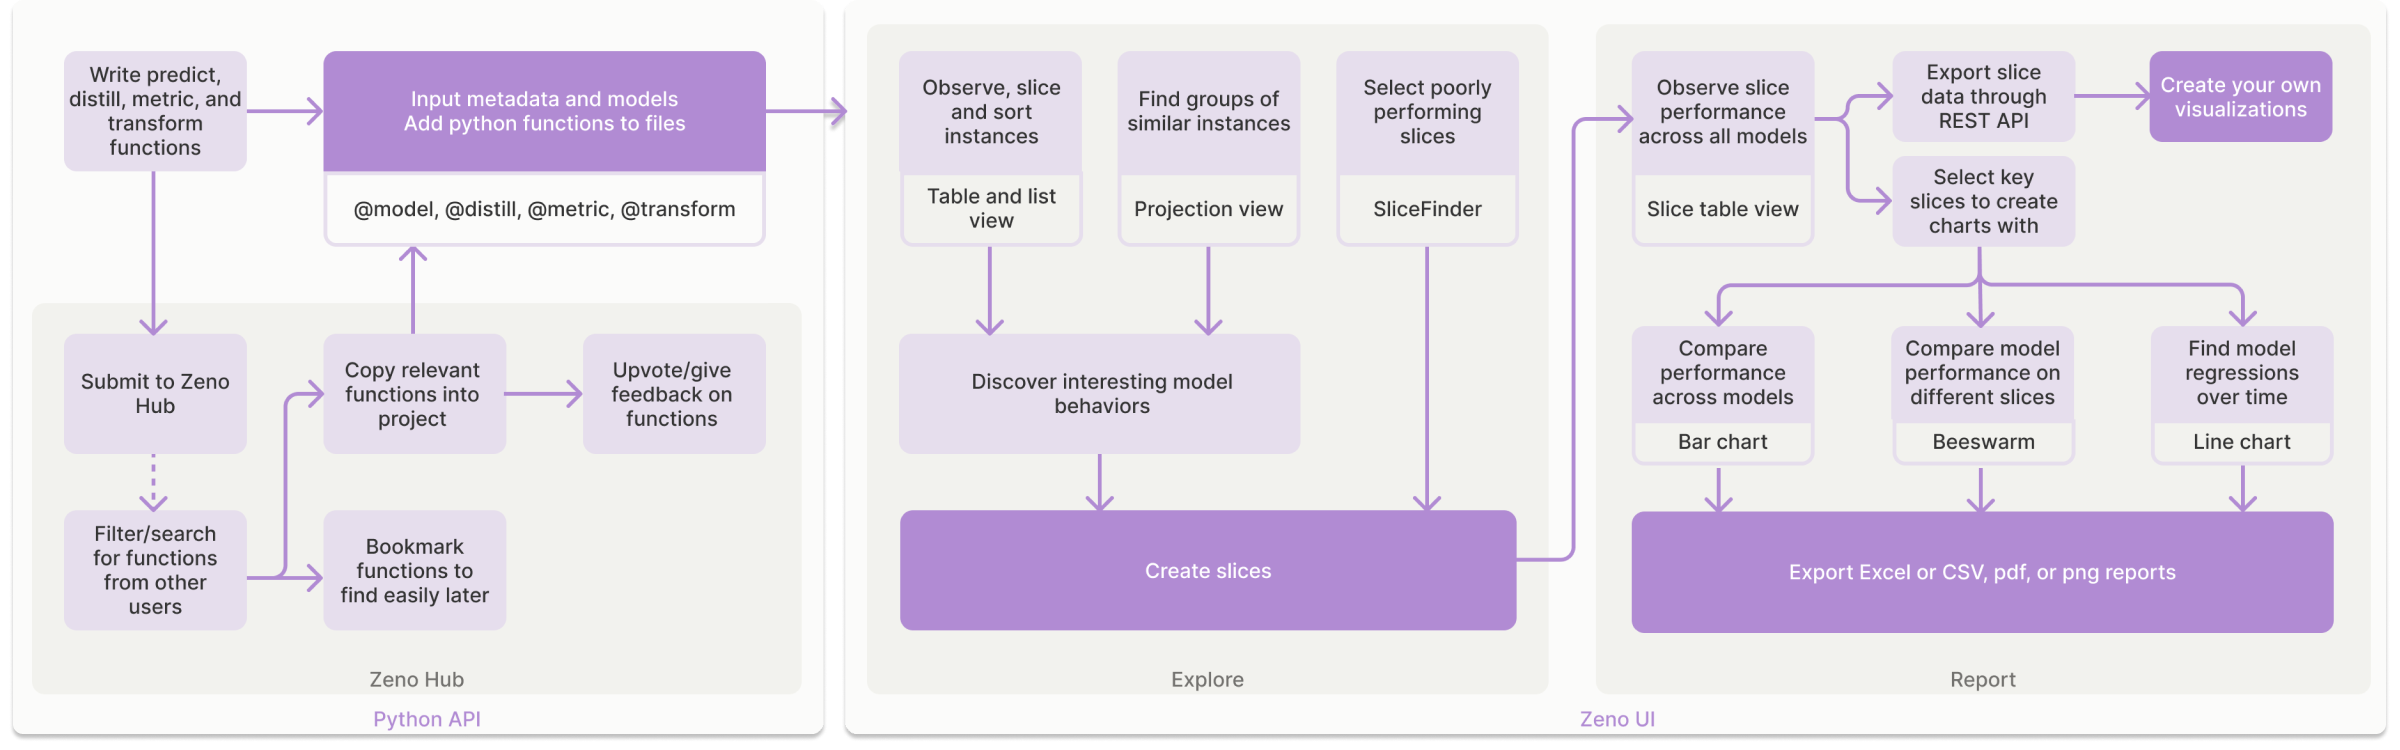 Write predict,
distill, metric, and
transform
functions
Input metadata and models
Add python functions to files
@model, @distill, @metric, @transform
Submit to Zeno
Hub
Copy relevant
functions into
project
Upvote/give
feedback on
functions
Filter/search
for functions
from other
users
Bookmark
functions to
find easily later
Zeno Hub
Python API
Observe, slice
and sort
instances
Table and list
view
Find groups of
similar instances
Projection view
Select poorly
performing
slices
SliceFinder
Discover interesting model
behaviors
Create slices
Explore
Observe slice
performance
across all models
Slice table view
Export slice
data through
REST API
Create your own
visualizations
Select key
slices to create
charts with
Compare
performance
across models
Bar chart
Compare model
performance on
different slices
Beeswarm
Find model
regressions
over time
Line chart
Export Excel or CSV, pdf, or png reports
Report
Zeno UI